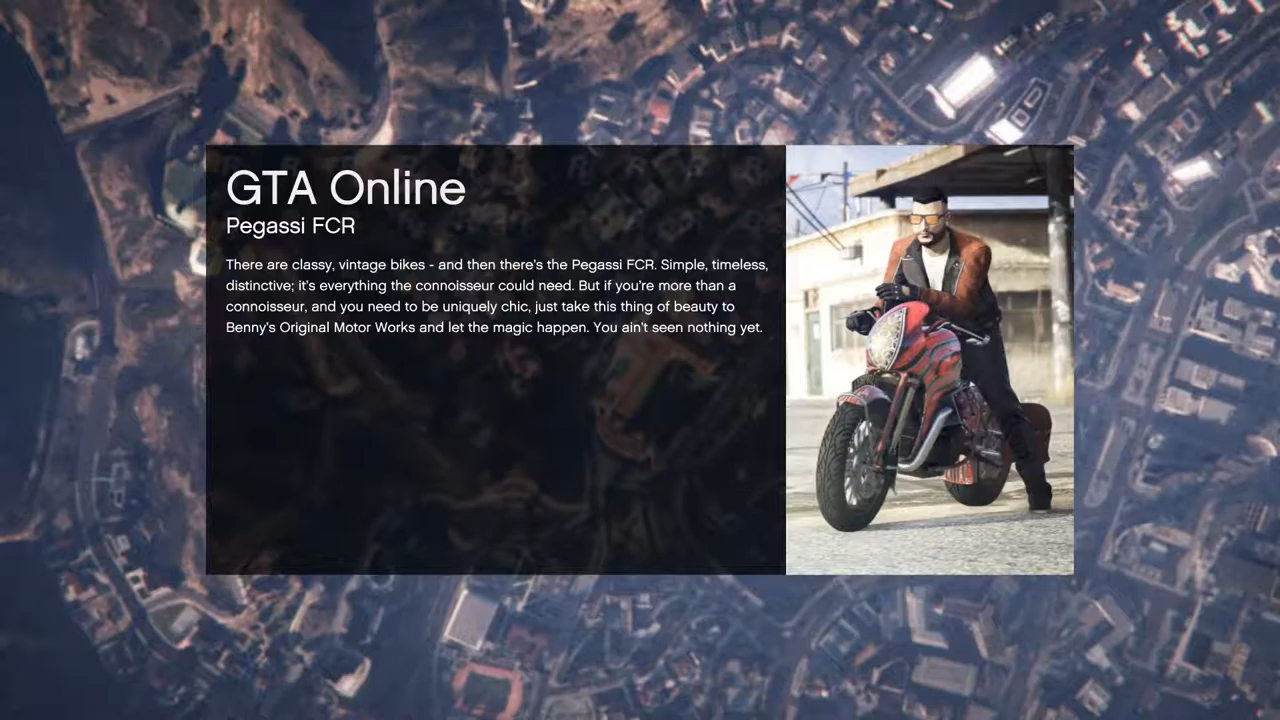 GTA Online
Pegassi FCR
There are classy, vintage bikes - and then there's the Pegassi FCR. Simple, timeless,
distinctive; it's everything the connoisseur could need. But if you're more than a
connoisseur, and you need to be uniquely chic, just take this thing of beauty to
Benny's Original Motor Works and let the magic happen. You ain't seen nothing yet.